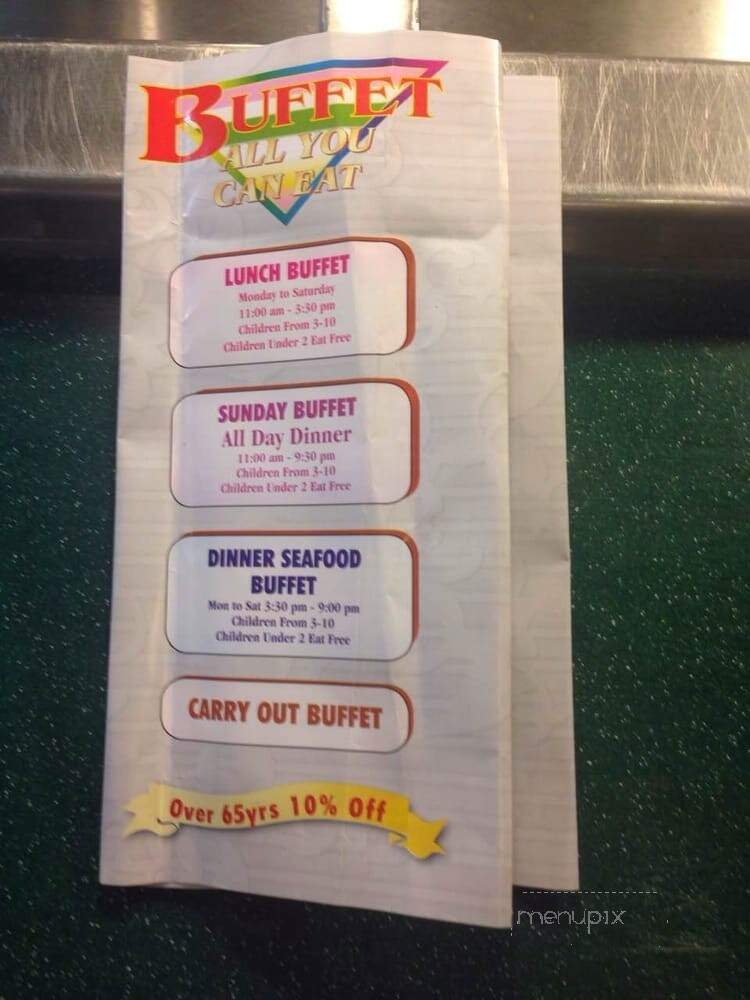 BUFFET
ALL YOU
CAN EAT
LUNCH BUFFET
Monday to Saturday
11:00 am - 3:30 pm
Children From 3-10
Children Under 2 Eat Free
SUNDAY BUFFET
All Day Dinner
11:00 am - 9:30 pm
Children From 3-10
Children Under 2 Eat Free
DINNER SEAFOOD
BUFFET
Mon to Sat 3:30 pm - 9:00 pm
Children From 3-10
Children Under 2 Eat Free
CARRY OUT BUFFET
Over 65yrs 10% Off
menupix